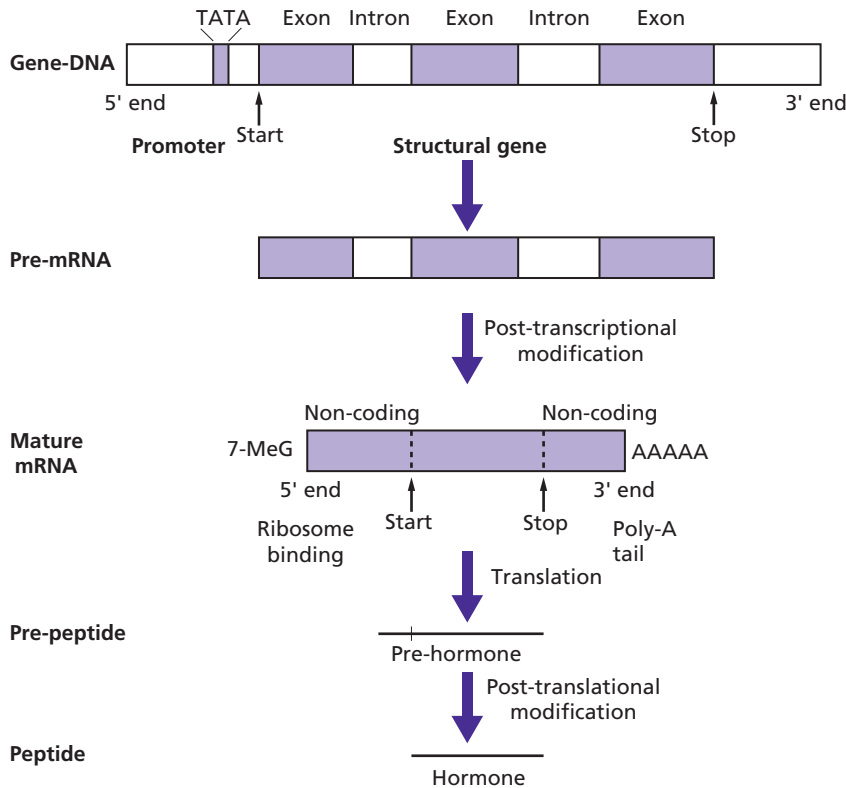 TATA Exon Intron Exon Intron Exon
Gene-DNA
5' end 3' end
Start Stop
Promoter Structural gene
Pre-mRNA
Post-transcriptional
modification
Non-coding Non-coding
Mature
mRNA
7-MeG AAAAA
5' end 3' end
Start Stop
Ribosome
binding
Poly-A
tail
Translation
Pre-peptide
Pre-hormone
Post-translational
modification
Peptide
Hormone